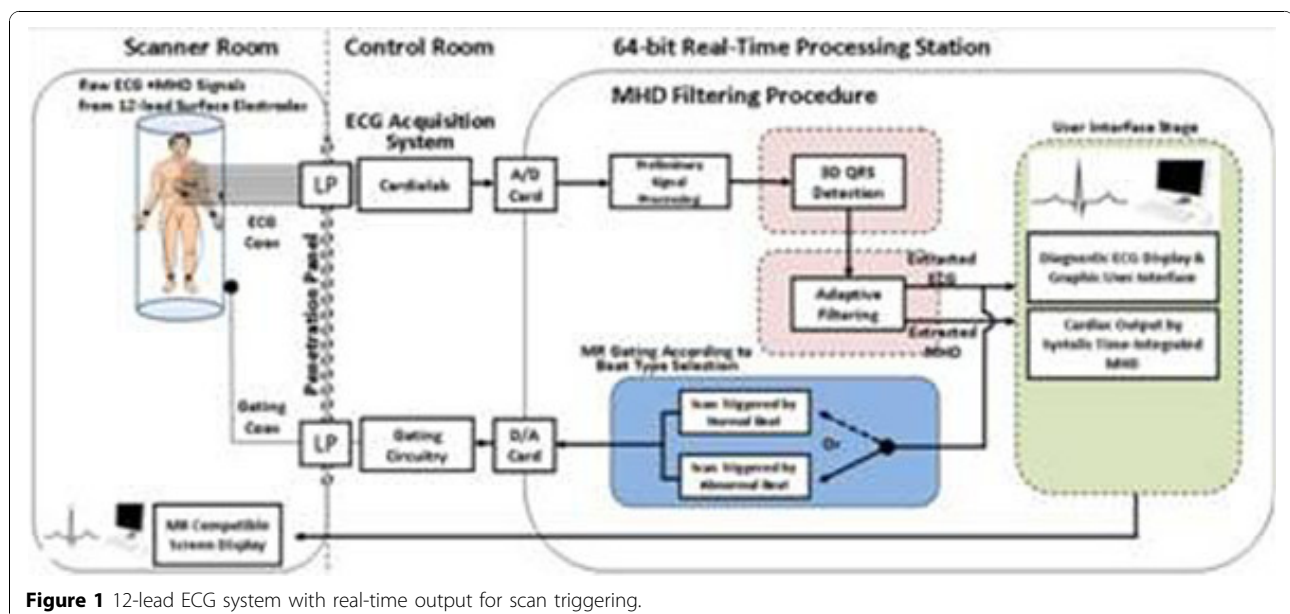 Scanner Room
Control Room
64-bit Real-Time Processing Station
Raw ECG +MHD Signals
from 12-lead Surface Electrodes
MHD Filtering Procedure
ECG Acquisition
System
User Interface Stage
LP
Cardiolab
A/D
Card
Preliminary
Signal
Processing
3D QRS
Detection
ECG
Coax
Penetration Panel
Extracted
ECG
Diagnostic ECG Display &
Graphic User Interface
Adaptive
Filtering
Extracted
MHD
Cardiac Output by
Systolic Time-Integrated
MHD
MR Gating According to
Beat Type Selection
Gating
Coax
Scan Triggered by
Normal Beat
LP
Gating
Circuitry
D/A
Card
Or
Scan Triggered by
Abnormal Beat
MR Compatible
Screen Display
Figure 1 12-lead ECG system with real-time output for scan triggering.